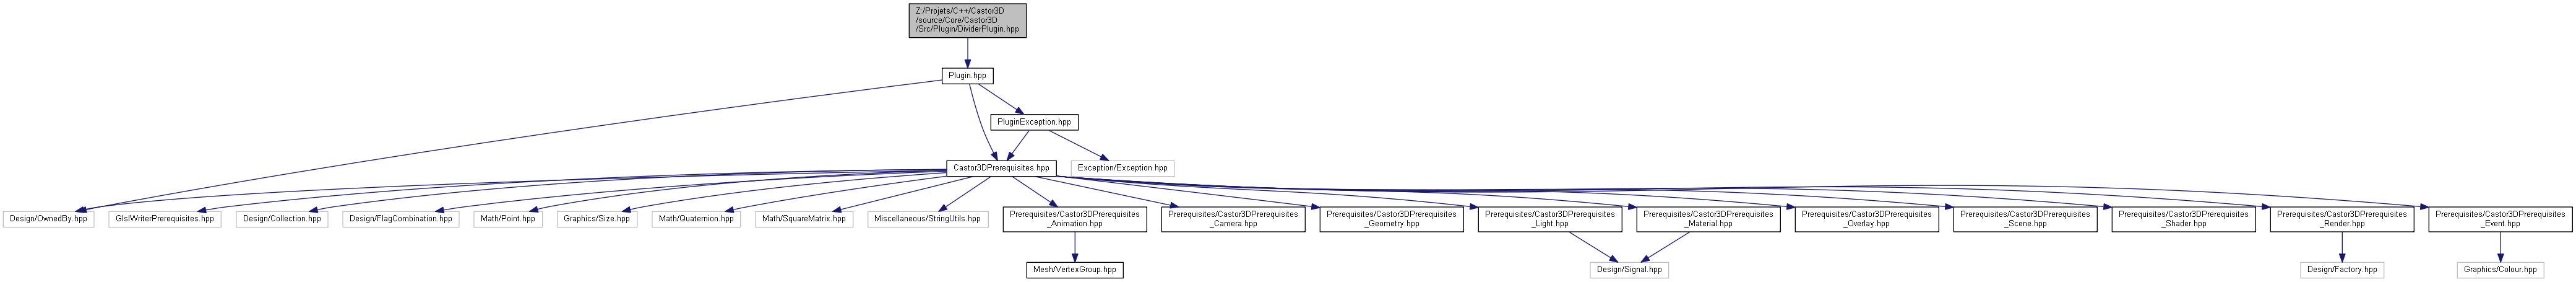 Z:/Projets/C++/Castor3D
/source/Core/Castor3D
/Src/Plugin/DividerPlugin.hpp
Plugin.hpp
PluginException.hpp
Castor3DPrerequisites.hpp
Exception/Exception.hpp
Design/OwnedBy.hpp
GlslWriterPrerequisites.hpp
Design/Collection.hpp
Design/FlagCombination.hpp
Math/Point.hpp
Graphics/Size.hpp
Math/Quaternion.hpp
Math/SquareMatrix.hpp
Miscellaneous/StringUtils.hpp
Prerequisites/Castor3DPrerequisites
_Animation.hpp
Prerequisites/Castor3DPrerequisites
_Camera.hpp
Prerequisites/Castor3DPrerequisites
_Geometry.hpp
Prerequisites/Castor3DPrerequisites
_Light.hpp
Prerequisites/Castor3DPrerequisites
_Material.hpp
Prerequisites/Castor3DPrerequisites
_Overlay.hpp
Prerequisites/Castor3DPrerequisites
_Scene.hpp
Prerequisites/Castor3DPrerequisites
_Shader.hpp
Prerequisites/Castor3DPrerequisites
_Render.hpp
Prerequisites/Castor3DPrerequisites
_Event.hpp
Mesh/VertexGroup.hpp
Design/Signal.hpp
Design/Factory.hpp
Graphics/Colour.hpp